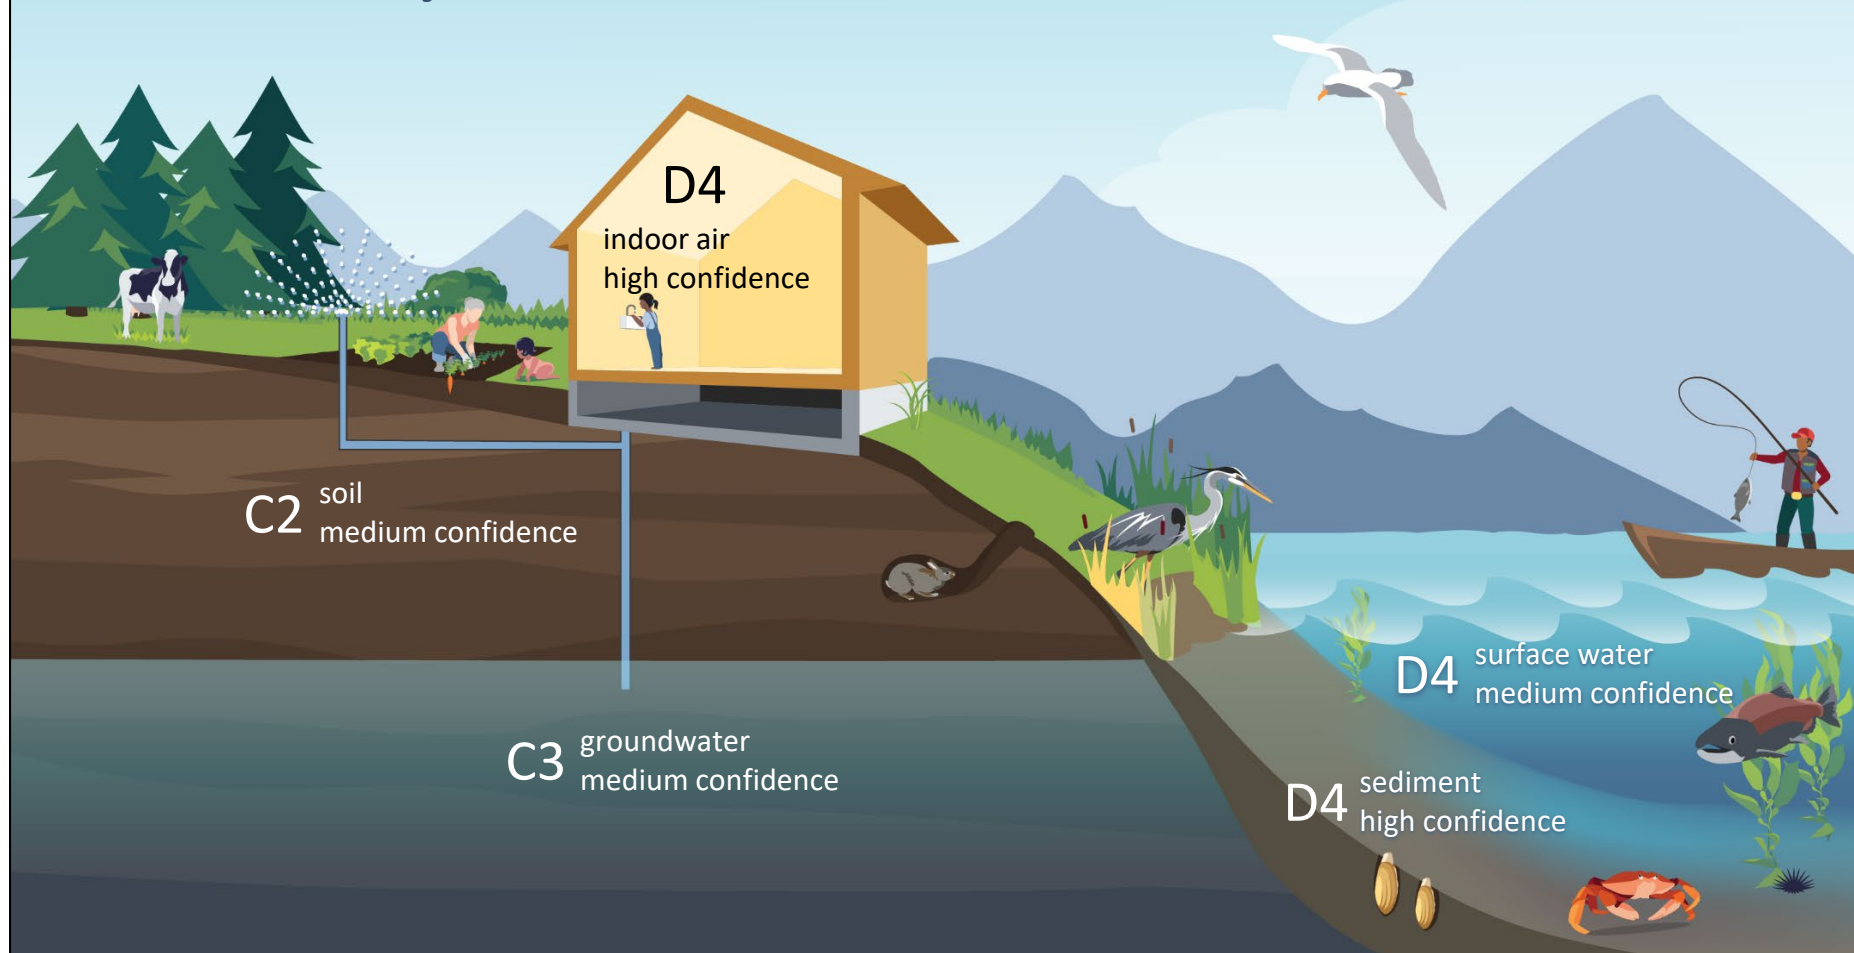 D4
indoor air
high confidence
C2
soil
medium confidence
C3
groundwater
medium confidence
D4
surface water
medium confidence
D4
sediment
high confidence